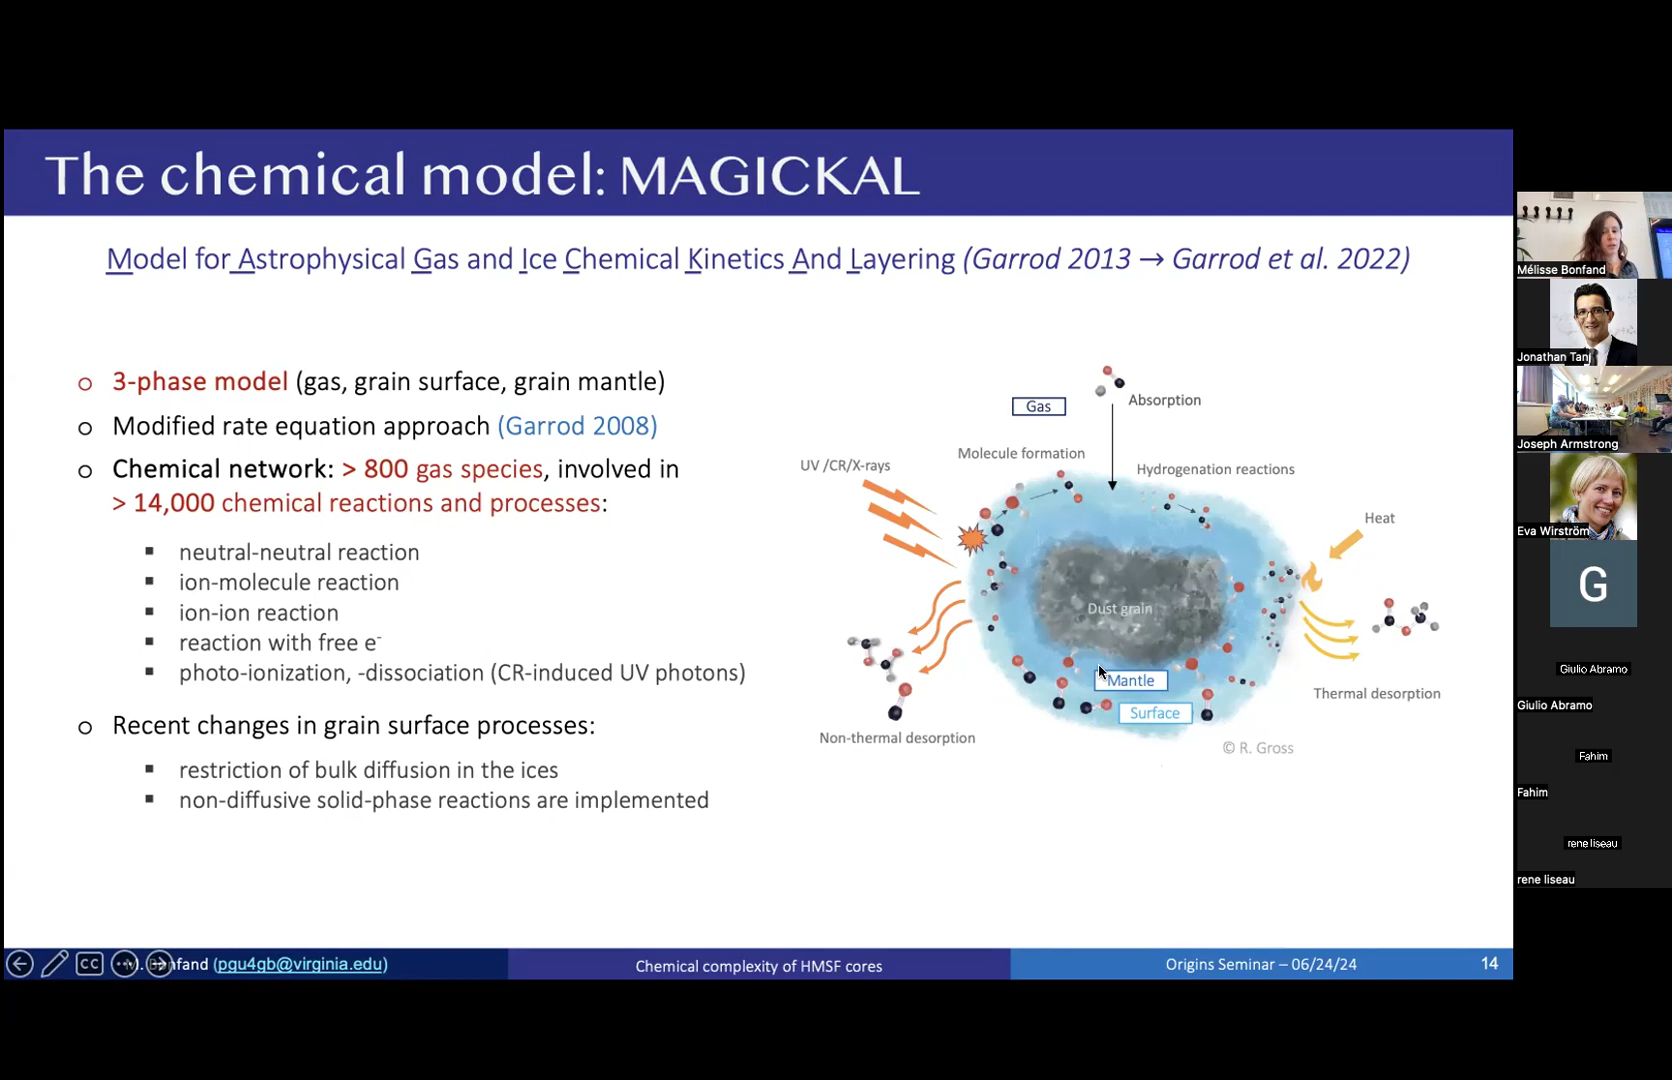 The chemical model: MAGICKAL
Model for Astrophysical Gas and Ice Chemical Kinetics And Layering (Garrod 2013 → Garrod et al. 2022)
o 3-phase model (gas, grain surface, grain mantle)
o Modified rate equation approach (Garrod 2008)
o Chemical network: > 800 gas species, involved in
> 14,000 chemical reactions and processes:
▪ neutral-neutral reaction
▪ ion-molecule reaction
▪ ion-ion reaction
▪ reaction with free e⁻
▪ photo-ionization, -dissociation (CR-induced UV photons)
o Recent changes in grain surface processes:
▪ restriction of bulk diffusion in the ices
▪ non-diffusive solid-phase reactions are implemented
Gas
Absorption
Molecule formation
UV /CR/X-rays
Hydrogenation reactions
Heat
Dust grain
Mantle
Surface
Thermal desorption
Non-thermal desorption
© R. Gross
CC
nfand (pgu4gb@virginia.edu)
Chemical complexity of HMSF cores
Origins Seminar – 06/24/24
14
Mélisse Bonfand
Jonathan Tan
Joseph Armstrong
Eva Wirström
G
Giulio Abramo
Giulio Abramo
Fahim
Fahim
rene liseau
rene liseau